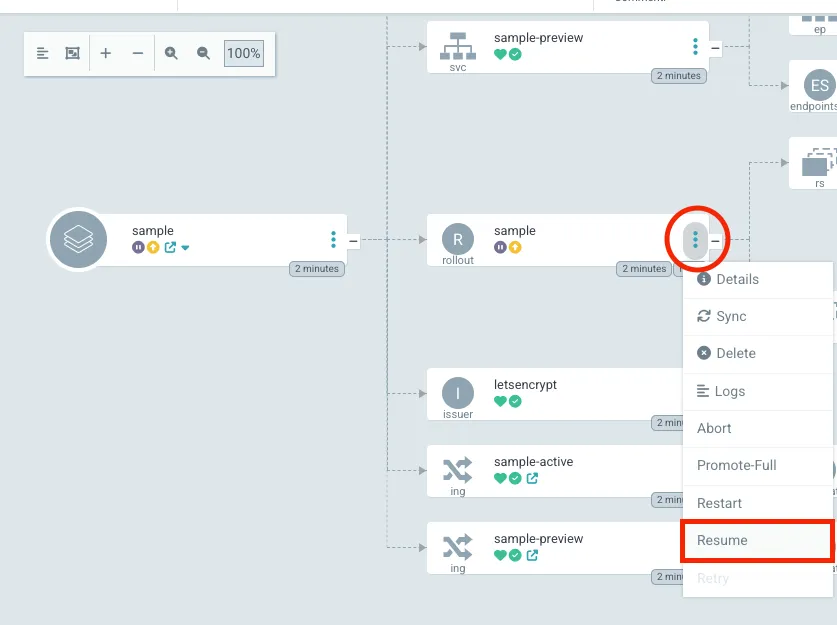 100%
sample-preview
svc
2 minutes
ep
ES
endpoints
rs
sample
2 minutes
R
rollout
sample
2 minutes
Details
Sync
Delete
Logs
Abort
Promote-Full
Restart
Resume
Retry
I
issuer
letsencrypt
2 min
ing
sample-active
2 min
ing
sample-preview
2 min